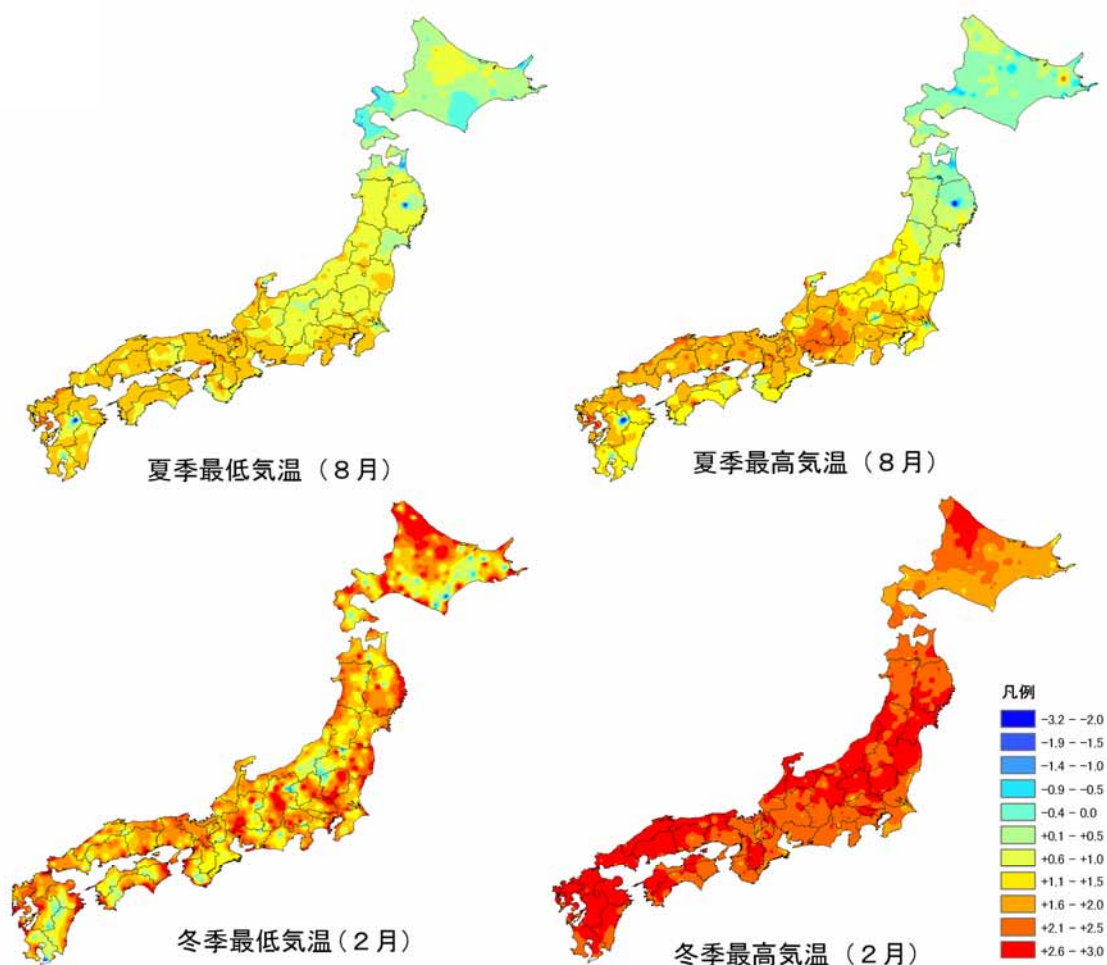 夏季最低気温（８月）
夏季最高気温（８月）
冬季最低気温（２月）
冬季最高気温（２月）
凡例
-3.2 - -2.0
-1.9 - -1.5
-1.4 - -1.0
-0.9 - -0.5
-0.4 - 0.0
+0.1 - +0.5
+0.6 - +1.0
+1.1 - +1.5
+1.6 - +2.0
+2.1 - +2.5
+2.6 - +3.0